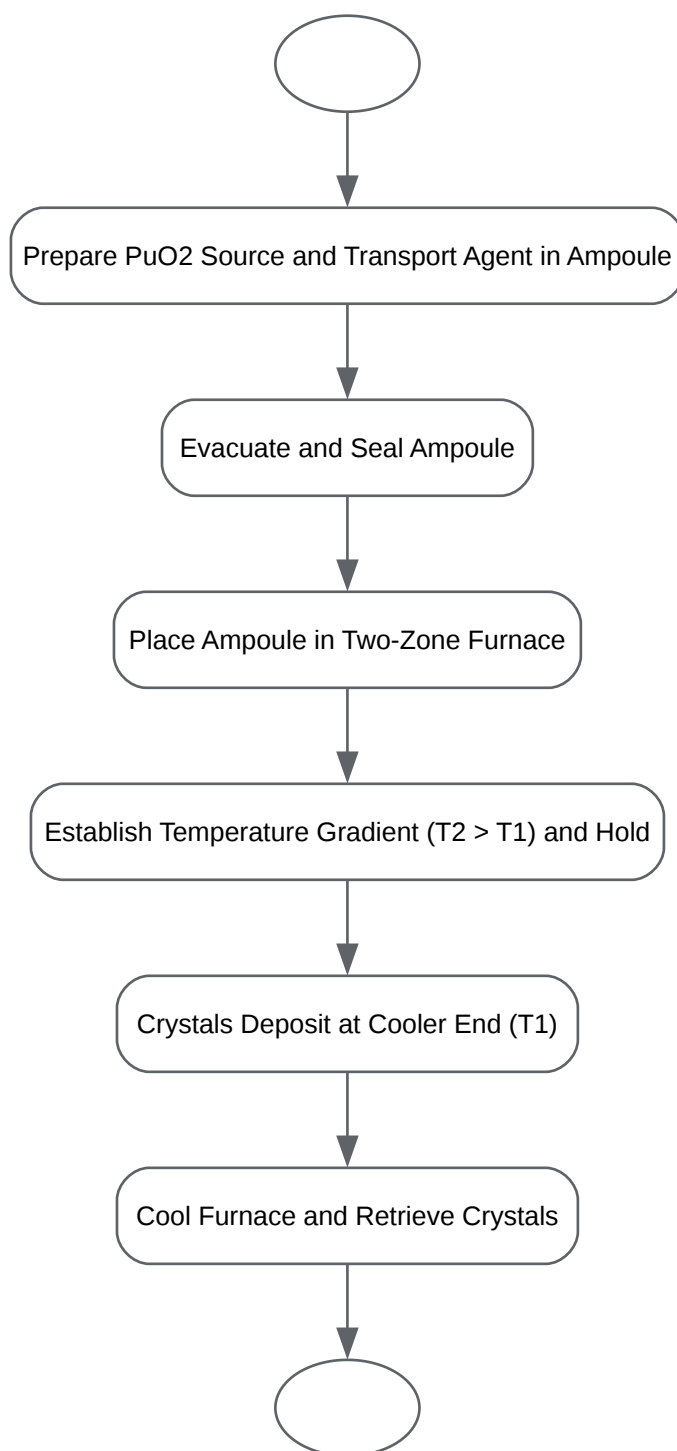 Prepare PuO2 Source and Transport Agent in Ampoule
Evacuate and Seal Ampoule
Place Ampoule in Two-Zone Furnace
Establish Temperature Gradient (T2 > T1) and Hold
Crystals Deposit at Cooler End (T1)
Cool Furnace and Retrieve Crystals